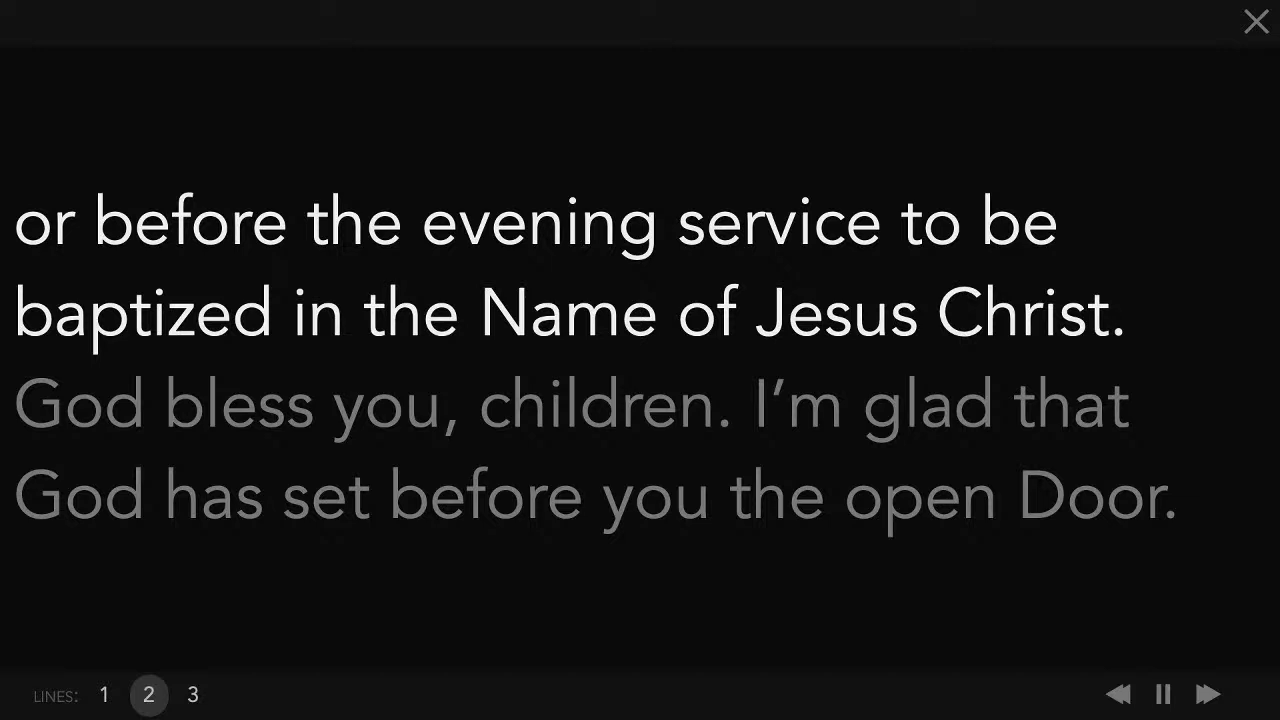 or before the evening service to be
baptized in the Name of Jesus Christ.
God bless you, children. I’m glad that
God has set before you the open Door.
LINES: 1 2 3